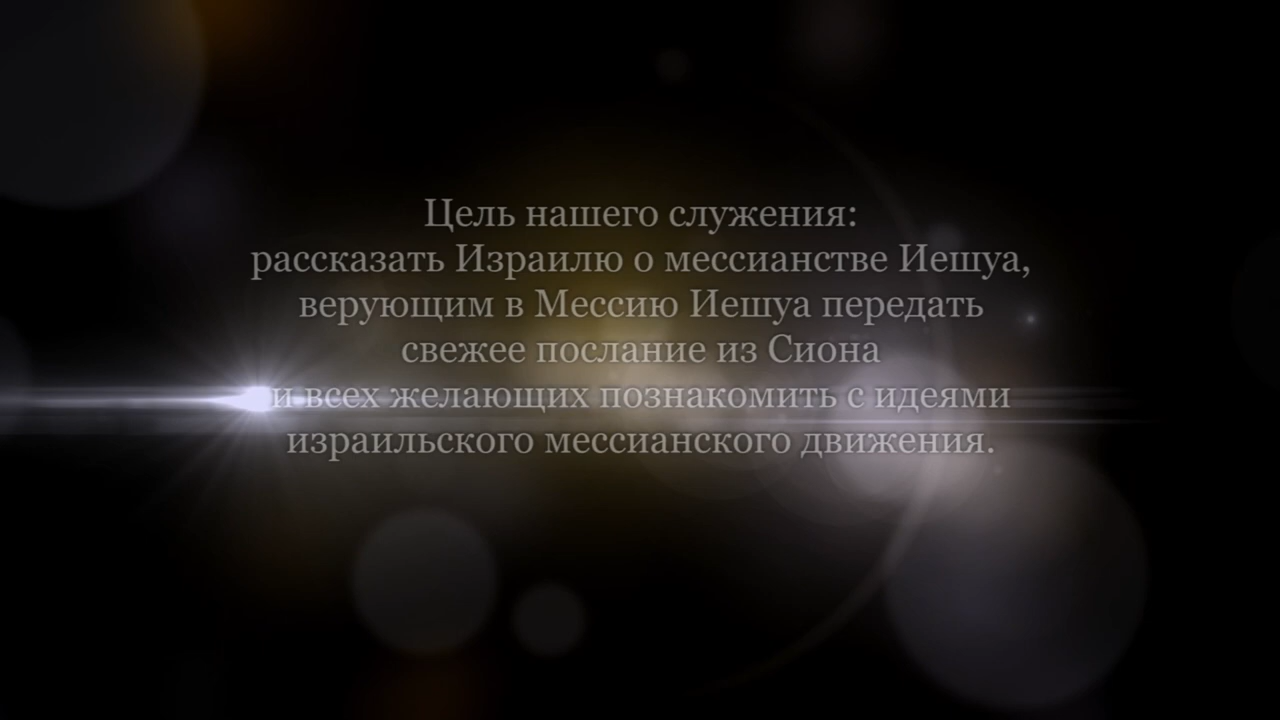 Цель нашего служения:
рассказать Израилю о мессианстве Иешуа,
верующим в Мессию Иешуа передать
свежее послание из Сиона
и всех желающих познакомить с идеями
израильского мессианского движения.